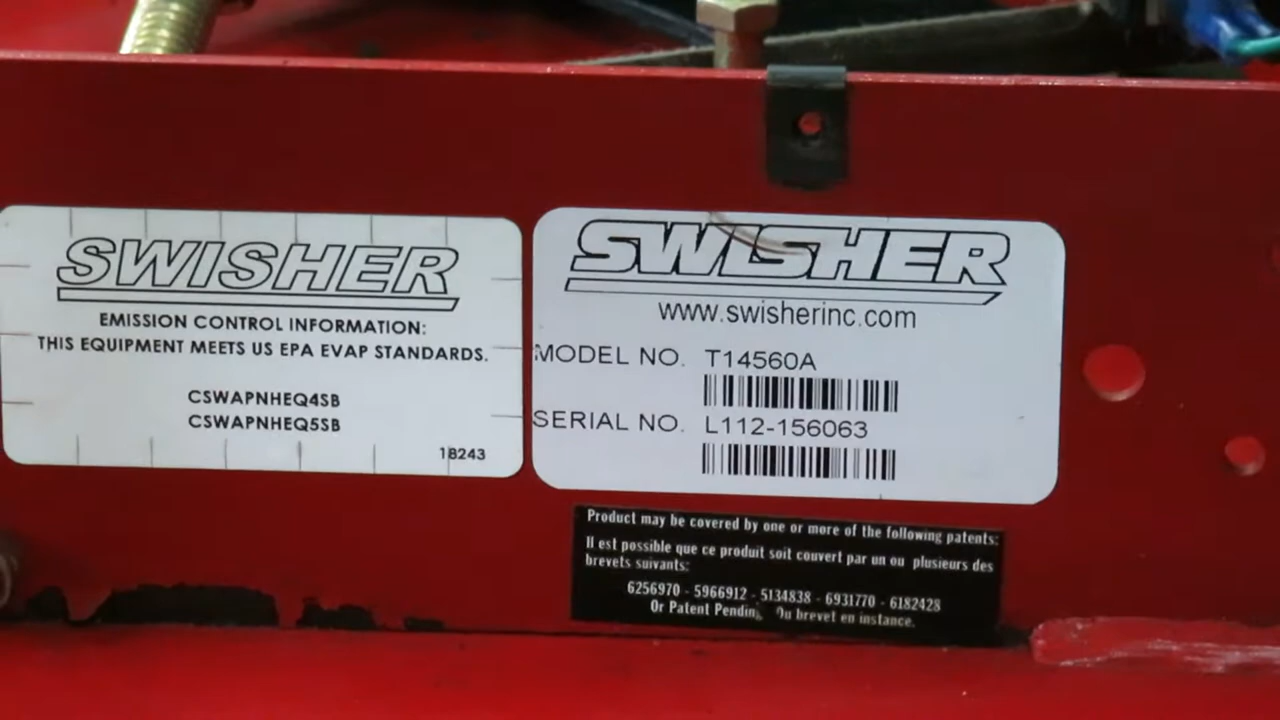 SWISHER
EMISSION CONTROL INFORMATION:
THIS EQUIPMENT MEETS US EPA EVAP STANDARDS.
CSWAPNHEQ4SB
CSWAPNHEQ5SB
18243
SWISHER
www.swisherinc.com
MODEL NO. T14560A
SERIAL NO. L112-156063
Product may be covered by one or more of the following patents:
Il est possible que ce produit soit couvert par un ou plusieurs des
brevets suivants:
6256970 - 5966912 - 5134838 - 6931770 - 6182428
Or Patent Pending Ou brevet en instance.